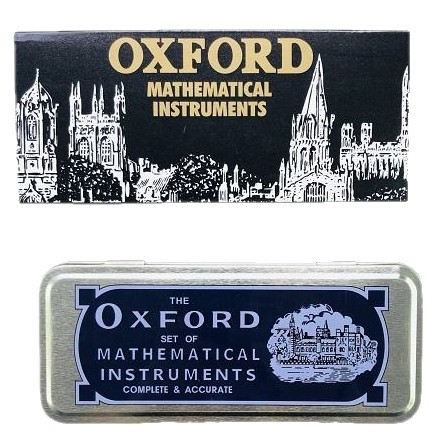 OXFORD
MATHEMATICAL
INSTRUMENTS
THE
OXFORD
SET OF
MATHEMATICAL
INSTRUMENTS
COMPLETE & ACCURATE